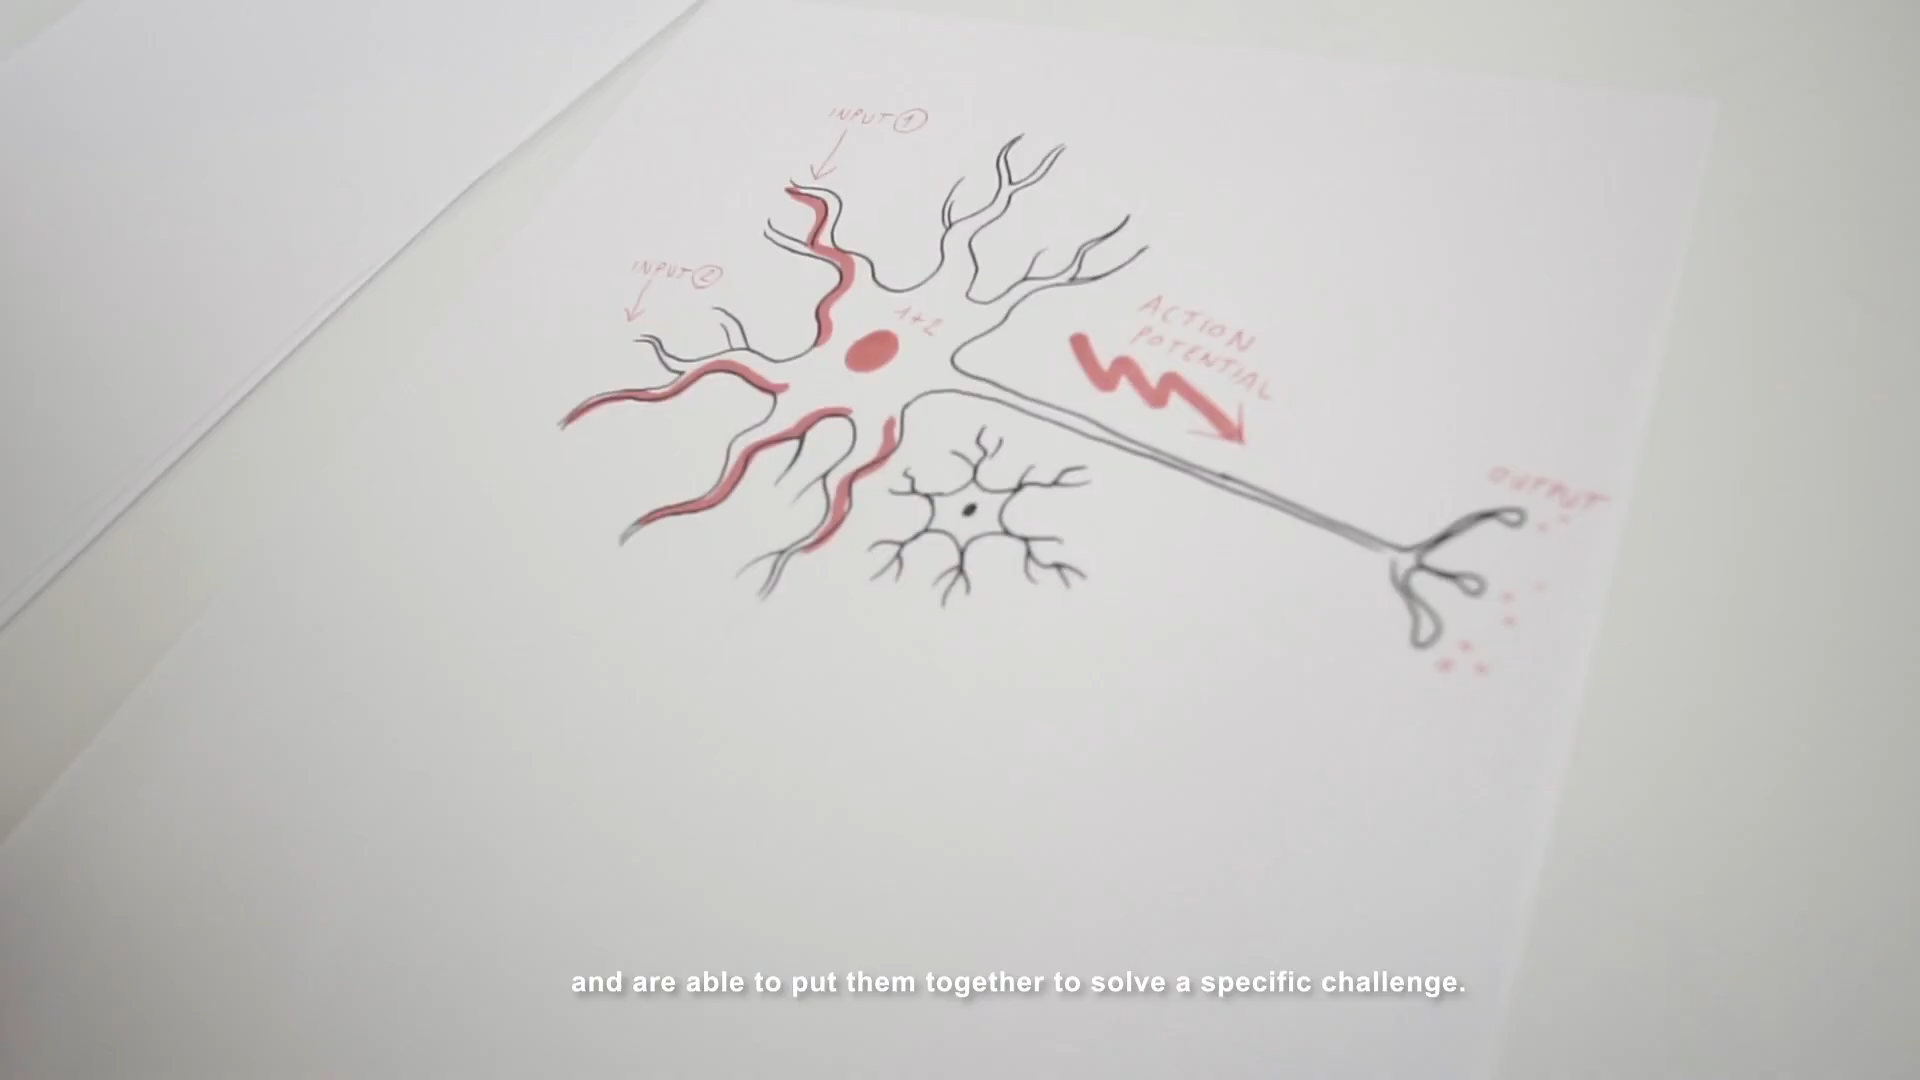 INPUT 1
INPUT 2
1+2
ACTION
POTENTIAL
OUTPUT
and are able to put them together to solve a specific challenge.